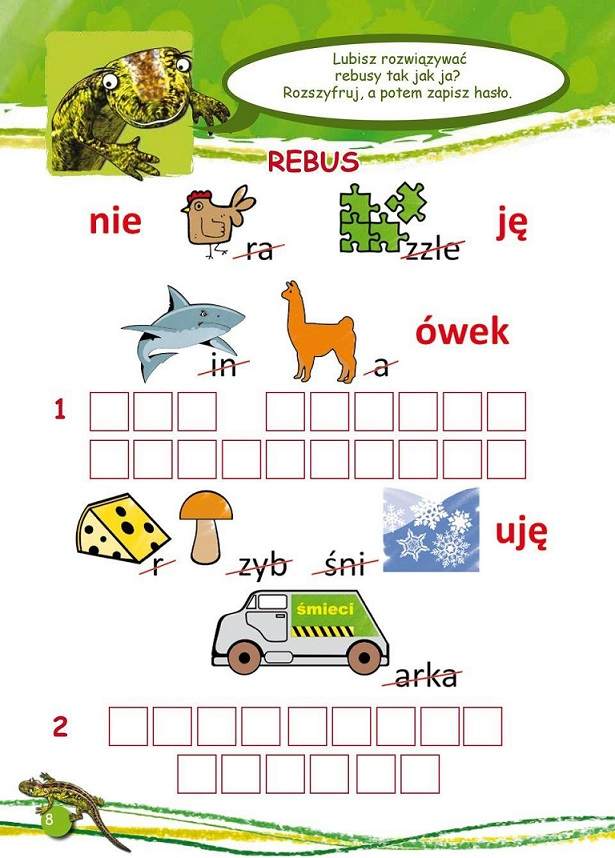 Lubisz rozwiązywać
rebusy tak jak ja?
Rozszyfruj, a potem zapisz hasło.
REBUS
nie ra zzle ję
in a ówek
1
r zyb śni uję
śmieci
arka
2
8